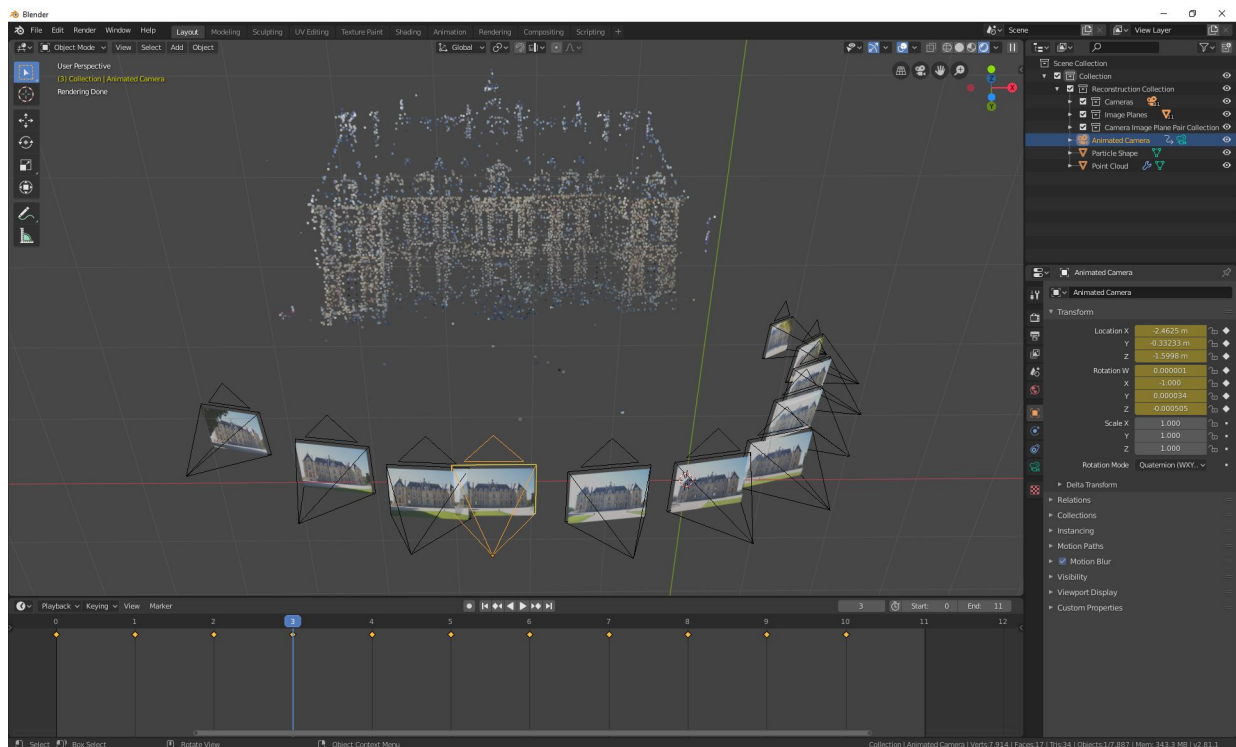 Blender
File Edit Render Window Help Layout Modeling Sculpting UV Editing Texture Paint Shading Animation Rendering Compositing Scripting + Scene View Layer
Object Mode View Select Add Object Global
User Perspective
(3) Collection | Animated Camera
Rendering Done
Z
X
Y
Scene Collection
Collection
Reconstruction Collection
Cameras 11
Image Planes 11
Camera Image Plane Pair Collection
Animated Camera
Particle Shape
Point Cloud
Animated Camera
Animated Camera
Transform
Location X -2.4625 m
Y -0.33233 m
Z -1.5998 m
Rotation W 0.000001
X -1.000
Y 0.000034
Z -0.000505
Scale X 1.000
Y 1.000
Z 1.000
Rotation Mode Quaternion (WXY..
Delta Transform
Relations
Collections
Instancing
Motion Paths
Motion Blur
Visibility
Viewport Display
Custom Properties
Playback Keying View Marker 3 Start: 0 End: 11
0 1 2 3 4 5 6 7 8 9 10 11 12
Select Box Select Rotate View Object Context Menu Collection | Animated Camera | Verts:7,914 | Faces:17 | Tris:34 | Objects:1/7,887 | Mem: 343.3 MB | v2.81.1